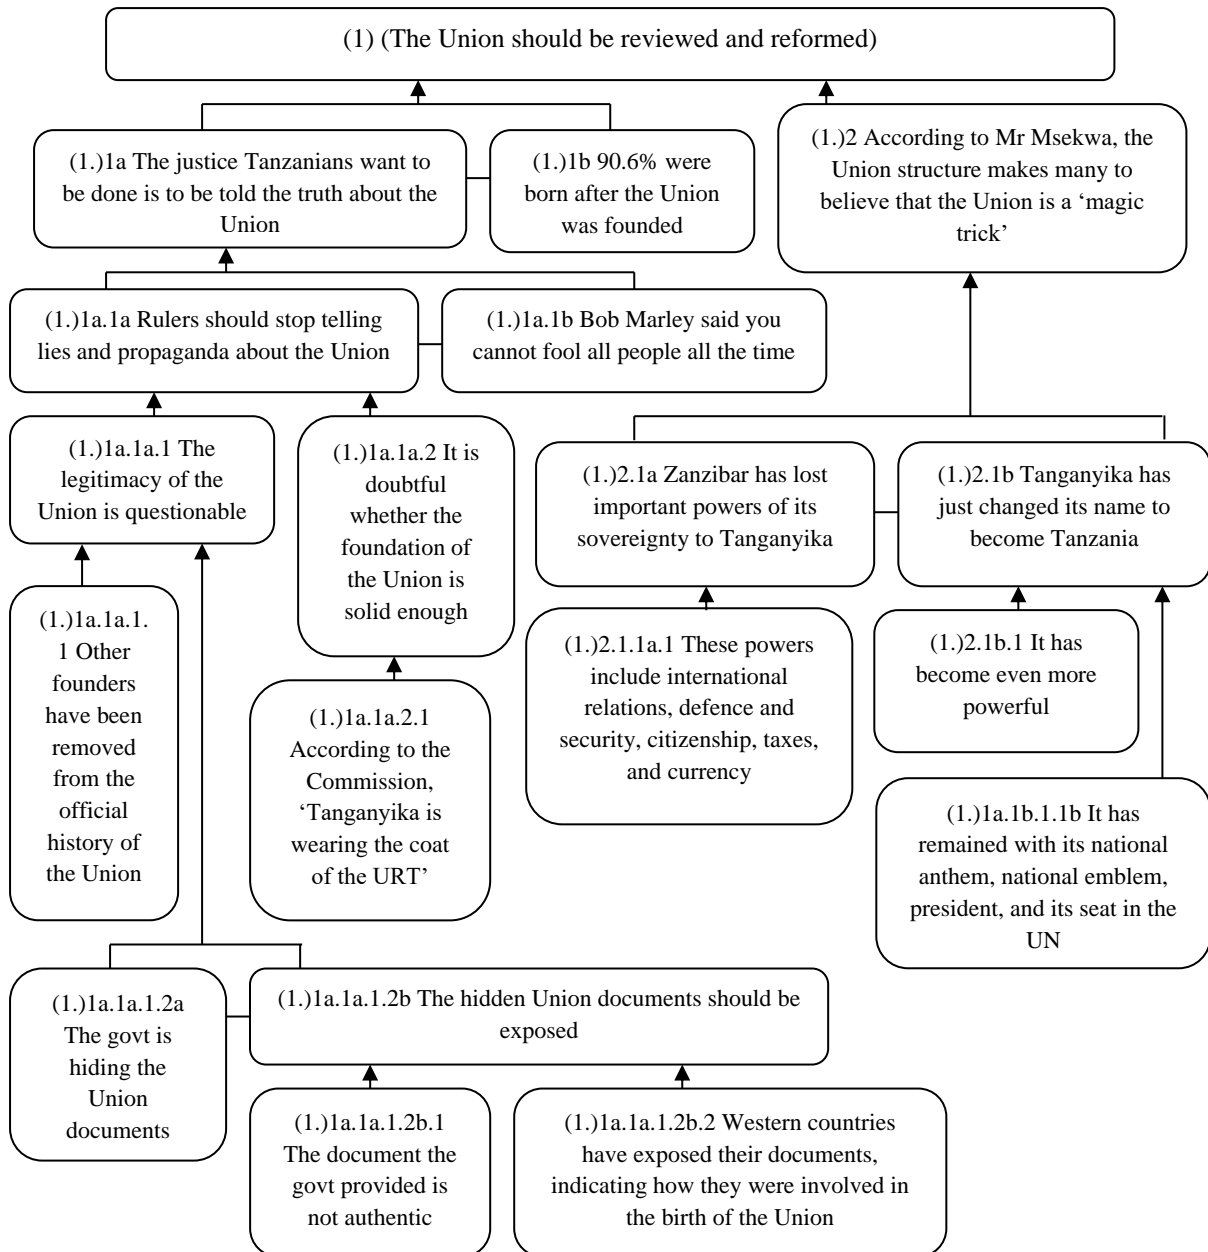 (1) (The Union should be reviewed and reformed)
(1.)1a The justice Tanzanians want to
be done is to be told the truth about the
Union
(1.)1b 90.6% were
born after the Union
was founded
(1.)2 According to Mr Msekwa, the
Union structure makes many to
believe that the Union is a ‘magic
trick’
(1.)1a.1a Rulers should stop telling
lies and propaganda about the Union
(1.)1a.1b Bob Marley said you
cannot fool all people all the time
(1.)1a.1a.1 The
legitimacy of the
Union is questionable
(1.)1a.1a.2 It is
doubtful
whether the
foundation of
the Union is
solid enough
(1.)2.1a Zanzibar has lost
important powers of its
sovereignty to Tanganyika
(1.)2.1b Tanganyika has
just changed its name to
become Tanzania
(1.)1a.1a.1.
1 Other
founders
have been
removed
from the
official
history of
the Union
(1.)1a.1a.2.1
According to the
Commission,
‘Tanganyika is
wearing the coat
of the URT’
(1.)2.1.1a.1 These powers
include international
relations, defence and
security, citizenship, taxes,
and currency
(1.)2.1b.1 It has
become even more
powerful
(1.)1a.1b.1.1b It has
remained with its national
anthem, national emblem,
president, and its seat in the
UN
(1.)1a.1a.1.2a
The govt is
hiding the
Union
documents
(1.)1a.1a.1.2b The hidden Union documents should be
exposed
(1.)1a.1a.1.2b.1
The document the
govt provided is
not authentic
(1.)1a.1a.1.2b.2 Western countries
have exposed their documents,
indicating how they were involved in
the birth of the Union